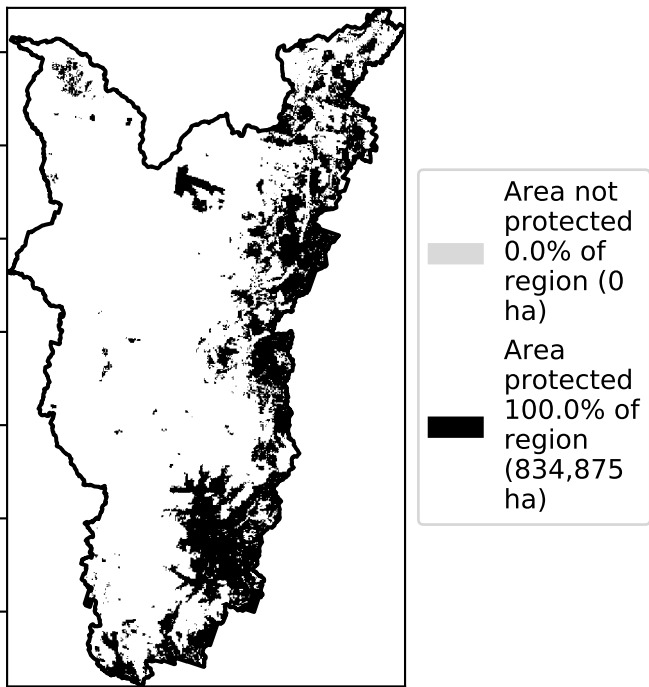 Area not
protected
0.0% of
region (0
ha)
Area
protected
100.0% of
region
(834,875
ha)